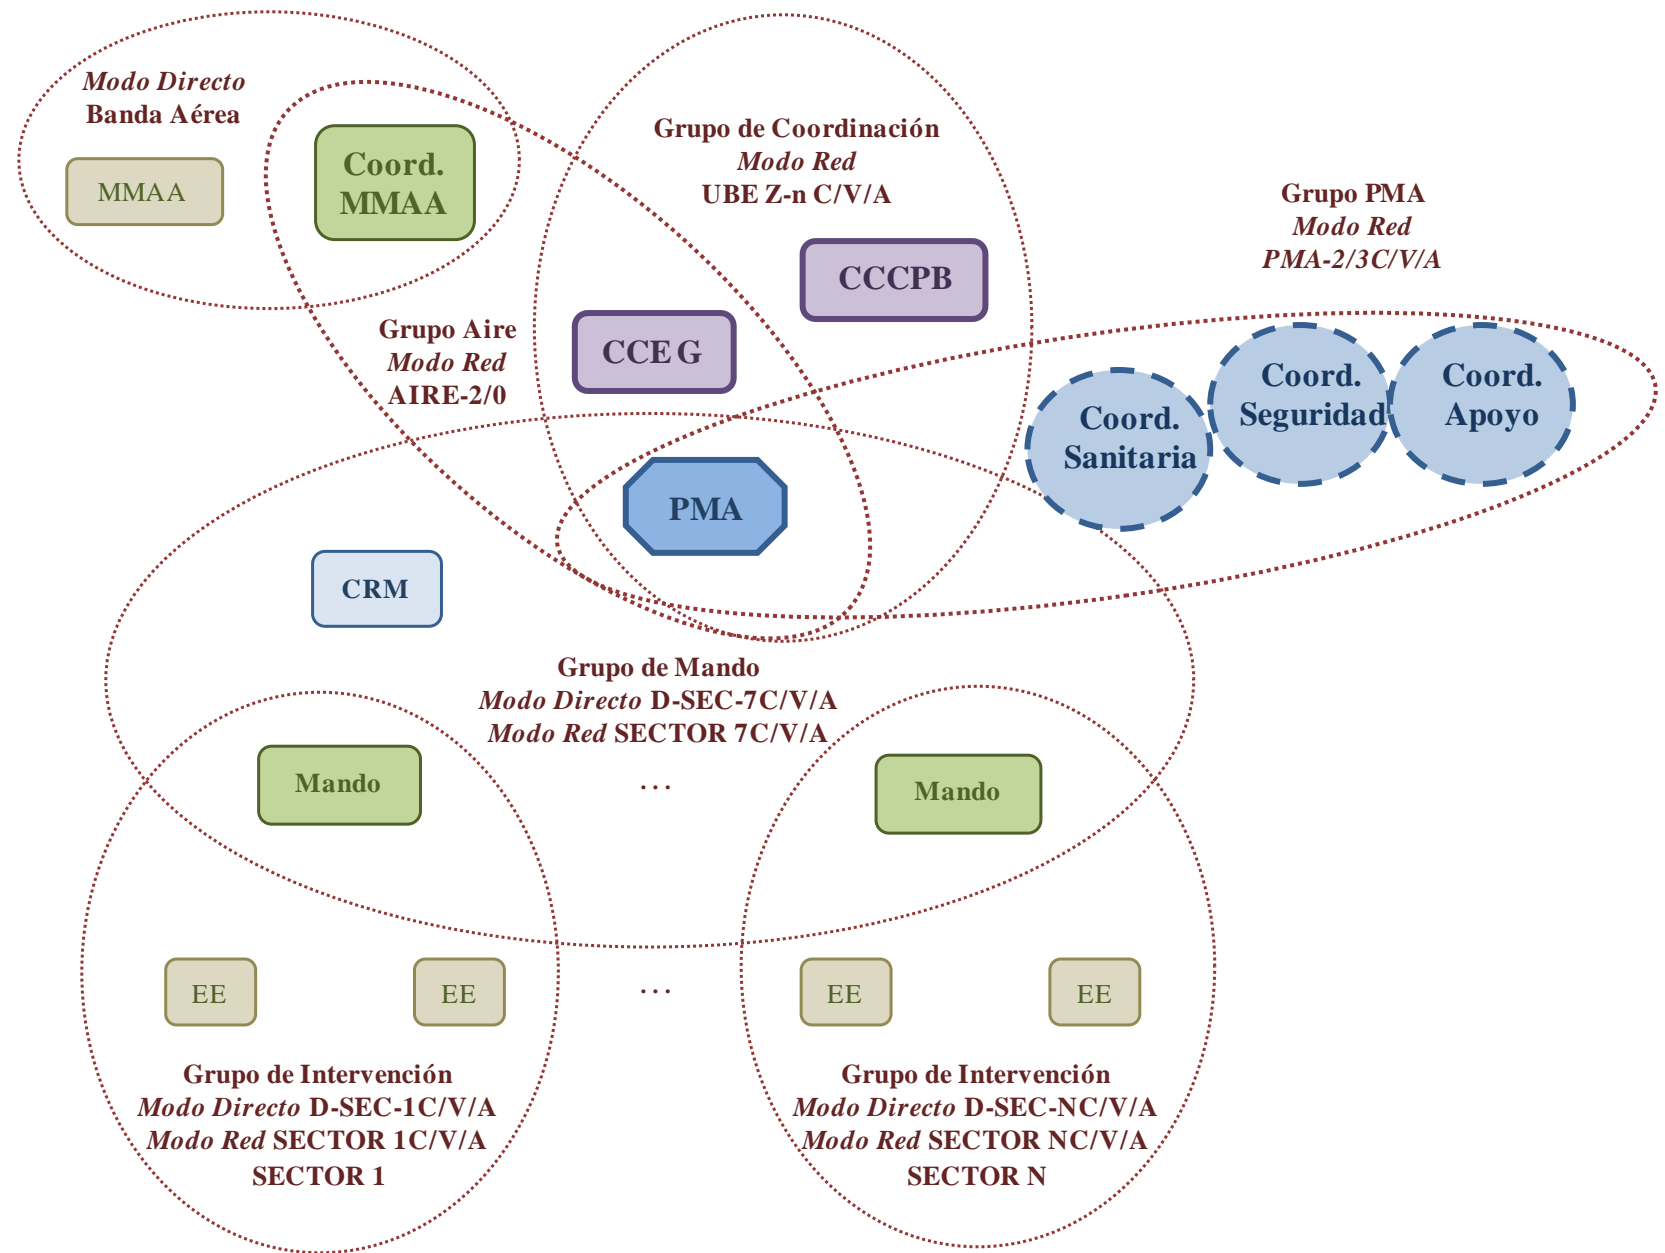 Modo Directo
Banda Aérea
MMAA
Coord.
MMAA
Grupo de Coordinación
Modo Red
UBE Z-n C/V/A
CCCPB
CCE G
Grupo PMA
Modo Red
PMA-2/3C/V/A
Grupo Aire
Modo Red
AIRE-2/0
Coord.
Sanitaria
Coord.
Seguridad
Coord.
Apoyo
PMA
CRM
Grupo de Mando
Modo Directo D-SEC-7C/V/A
Modo Red SECTOR 7C/V/A
Mando
...
Mando
EE
EE
...
EE
EE
Grupo de Intervención
Modo Directo D-SEC-1C/V/A
Modo Red SECTOR 1C/V/A
SECTOR 1
Grupo de Intervención
Modo Directo D-SEC-NC/V/A
Modo Red SECTOR NC/V/A
SECTOR N